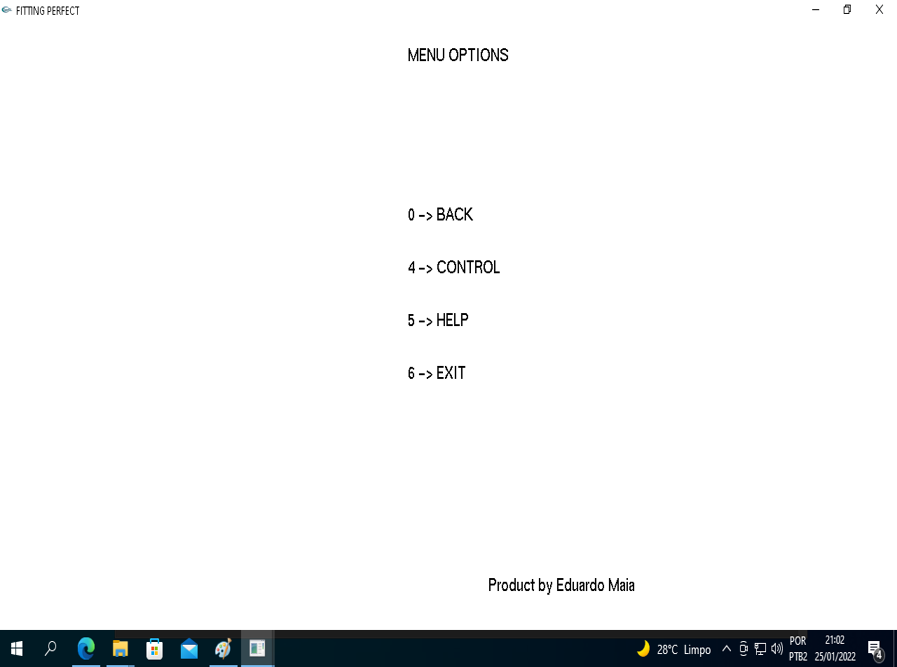 FITTING PERFECT
MENU OPTIONS
0 -> BACK
4 -> CONTROL
5 -> HELP
6 -> EXIT
Product by Eduardo Maia
28°C Limpo
POR
PTB2
21:02
25/01/2022
4